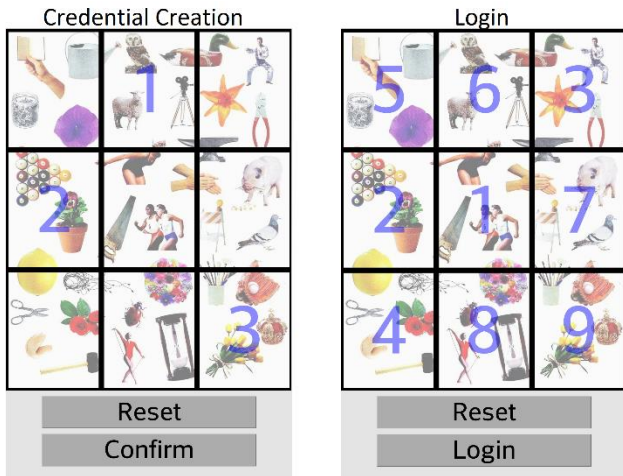 Credential Creation
1
2
3
Reset
Confirm
Login
5 6 3
2 1 7
4 8 9
Reset
Login